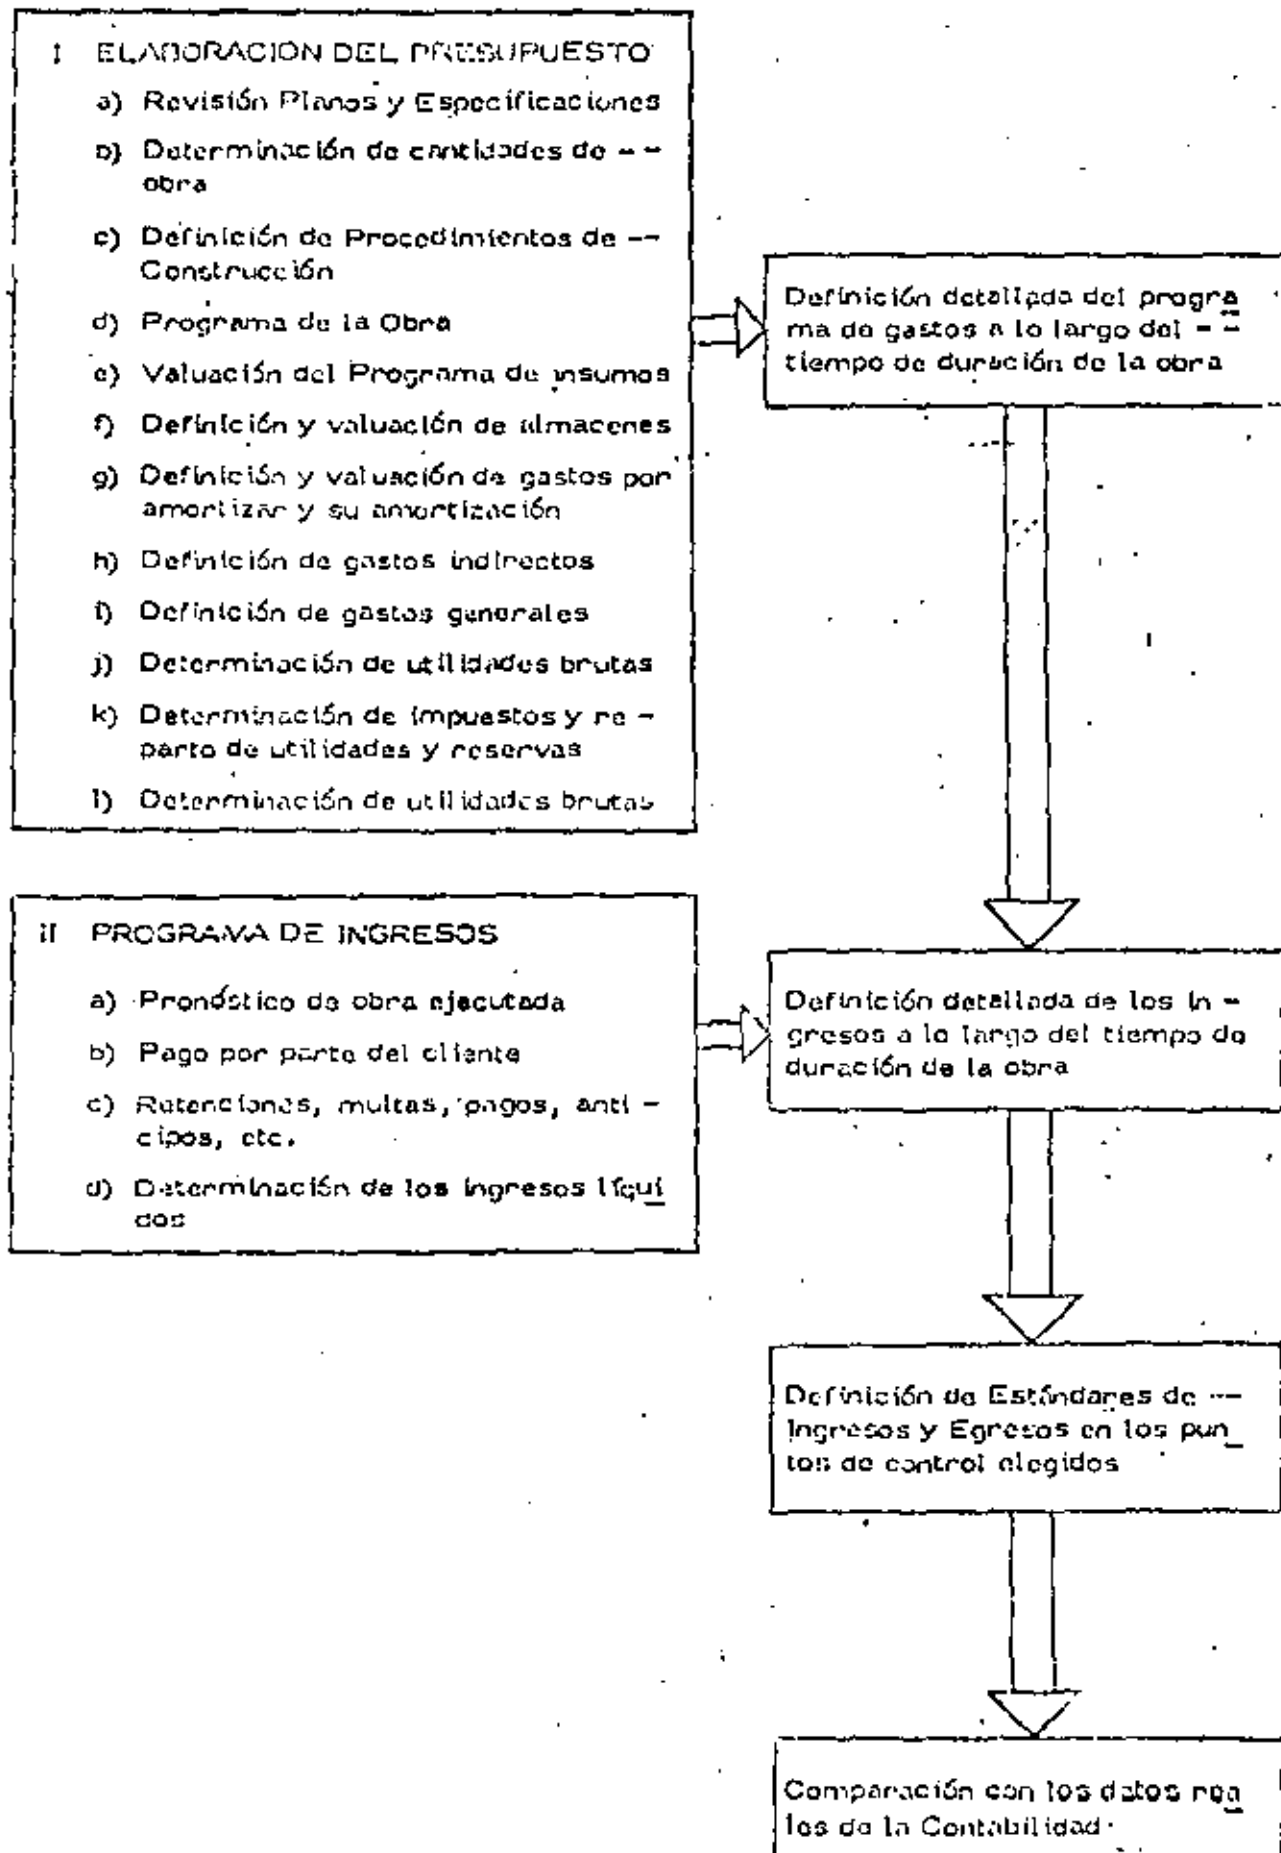 I ELABORACION DEL PRESUPUESTO
a) Revisión Planos y Especificaciones
b) Determinación de cantidades de --
obra
c) Definición de Procedimientos de --
Construcción
d) Programa de la Obra
e) Valuación del Programa de insumos
f) Definición y valuación de almacenes
g) Definición y valuación de gastos por
amortizar y su amortización
h) Definición de gastos indirectos
i) Definición de gastos generales
j) Determinación de utilidades brutas
k) Determinación de impuestos y re -
parto de utilidades y reservas
l) Determinación de utilidades brutas
Definición detallada del progra
ma de gastos a lo largo del - -
tiempo de duración de la obra
II PROGRAMA DE INGRESOS
a) Pronóstico de obra ejecutada
b) Pago por parte del cliente
c) Retenciones, multas, pagos, anti -
cipos, etc.
d) Determinación de los ingresos líqui
dos
Definición detallada de los in -
gresos a lo largo del tiempo de
duración de la obra
Definición de Estándares de --
Ingresos y Egresos en los pun
tos de control elegidos
Comparación con los datos rea
les de la Contabilidad